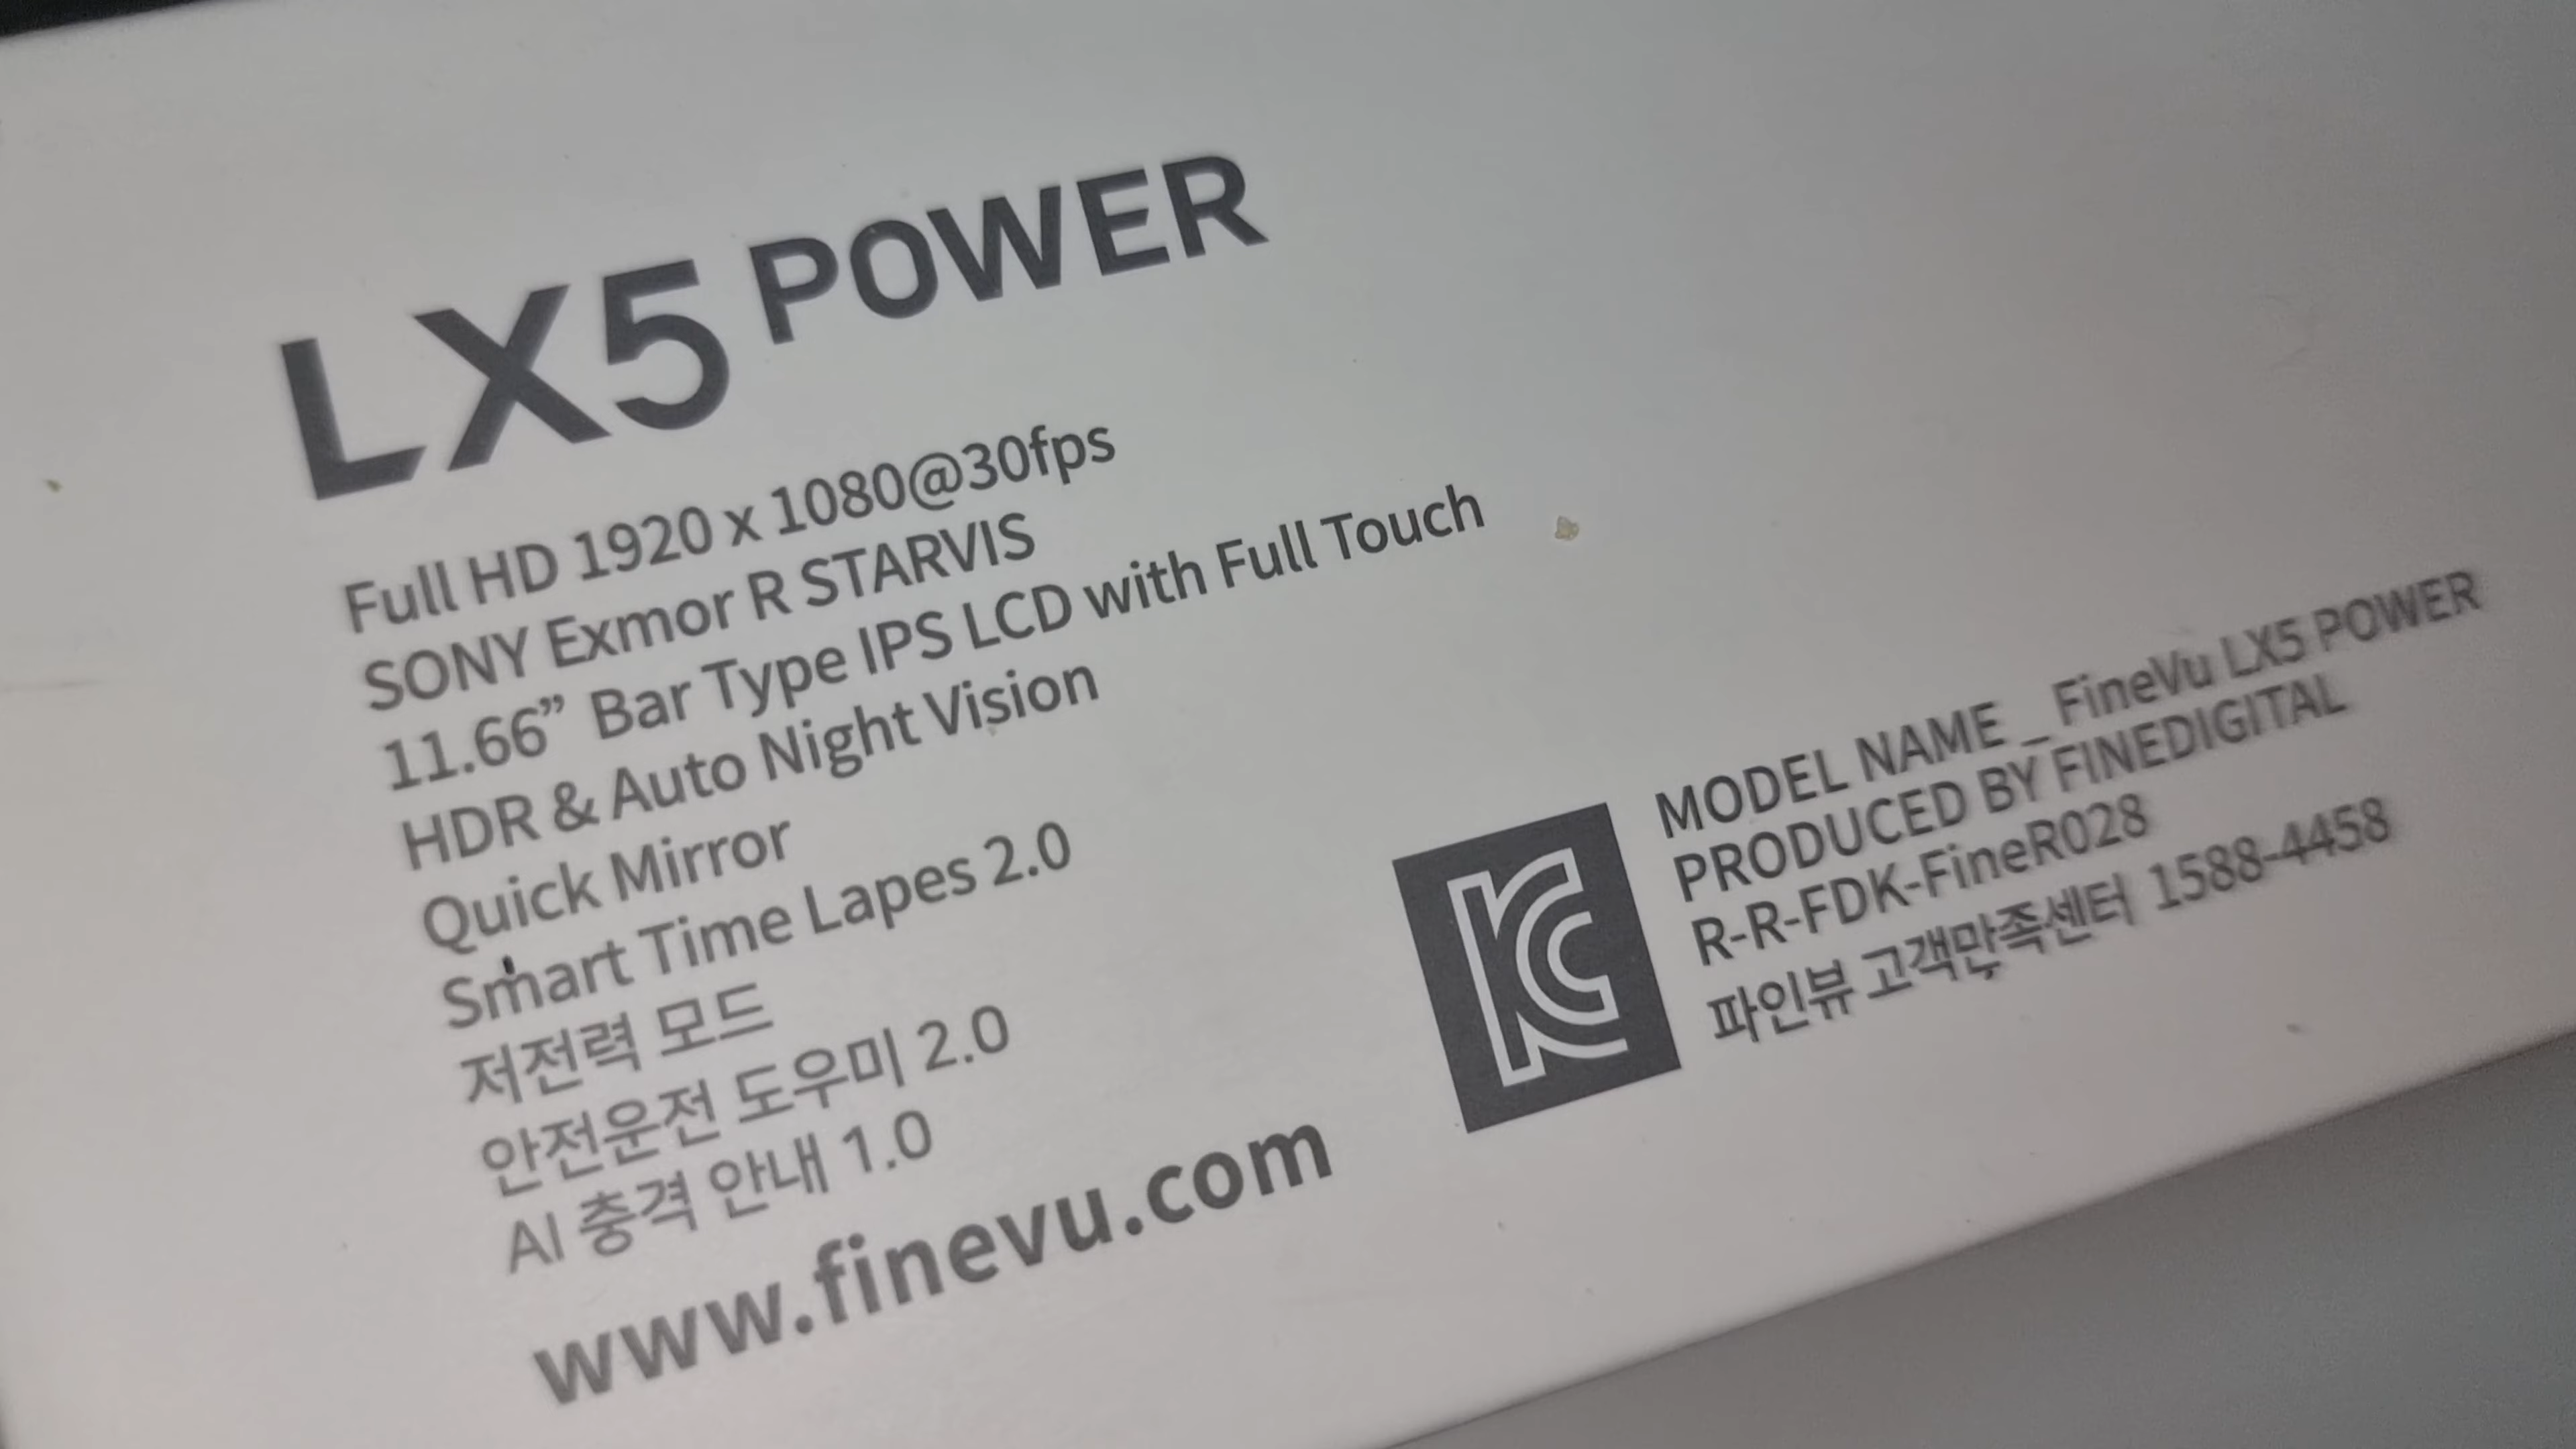 LX5 POWER
Full HD 1920 x 1080@30fps
SONY Exmor R STARVIS
11.66” Bar Type IPS LCD with Full Touch
HDR & Auto Night Vision
Quick Mirror
Smart Time Lapes 2.0
저전력 모드
안전운전 도우미 2.0
AI 충격 안내 1.0
www.finevu.com
MODEL NAME _ FineVu LX5 POWER
PRODUCED BY FINEDIGITAL
R-R-FDK-FineR028
파인뷰 고객만족센터 1588-4458